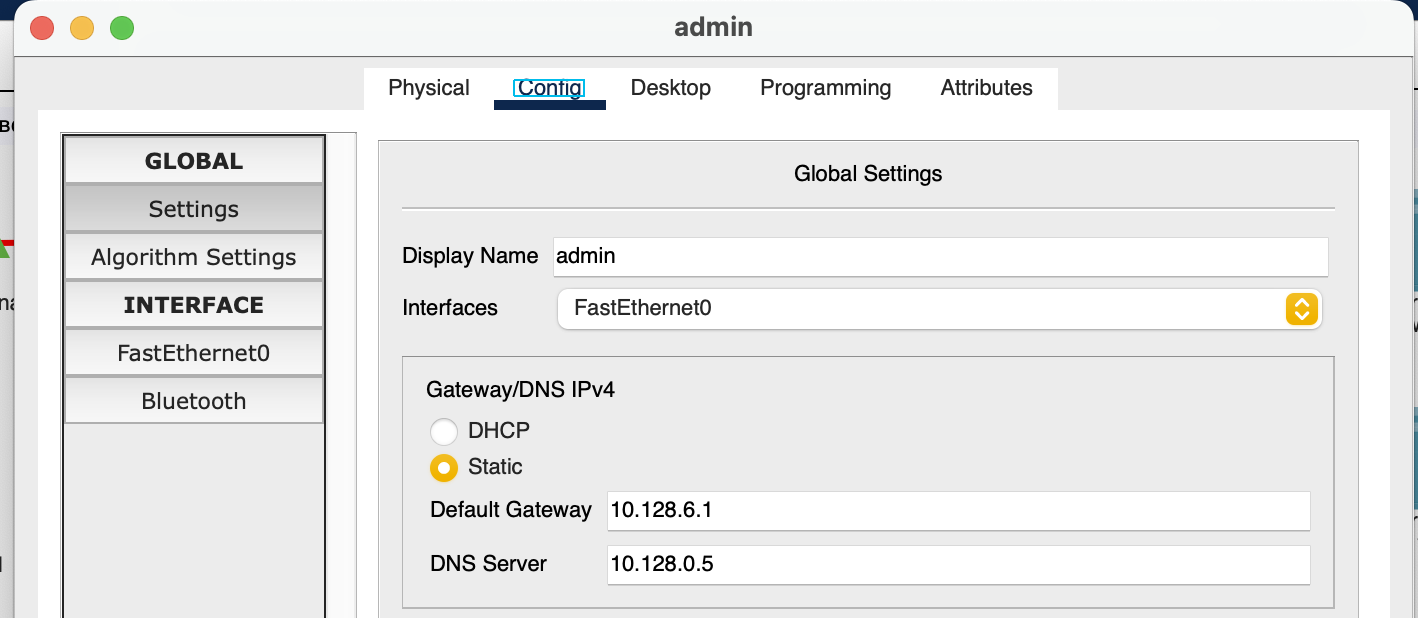 admin
Physical Config Desktop Programming Attributes
GLOBAL
Settings
Algorithm Settings
INTERFACE
FastEthernet0
Bluetooth
Global Settings
Display Name admin
Interfaces FastEthernet0
Gateway/DNS IPv4
DHCP
Static
Default Gateway 10.128.6.1
DNS Server 10.128.0.5